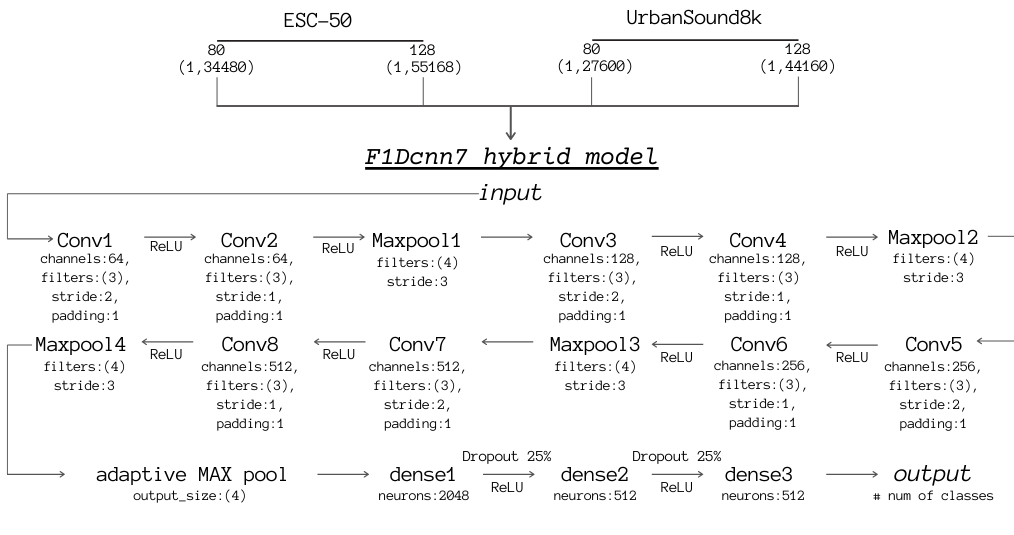 ESC-50
UrbanSound8k
80 128 80 128
(1,34480) (1,55168) (1,27600) (1,44160)
F1Dcnn7 hybrid model
input
Conv1 ReLU Conv2 ReLU Maxpool1 Conv3 ReLU Conv4 ReLU Maxpool2
channels:64, channels:64, filters:(4) channels:128, channels:128, filters:(4)
filters:(3), filters:(3), stride:3 filters:(3), filters:(3) stride:3
stride:2, stride:1, stride:2, stride:1,
padding:1 padding:1 padding:1 padding:1
Maxpool4 ReLU Conv8 ReLU Conv7 Maxpool3 ReLU Conv6 ReLU Conv5
filters:(4) channels:512, channels:512, filters:(4) channels:256, channels:256,
stride:3 filters:(3), filters:(3), stride:3 filters:(3), filters:(3),
stride:1, stride:2, stride:1, stride:2,
padding:1 padding:1 padding:1 padding:1
Dropout 25% Dropout 25%
adaptive MAX pool dense1 ReLU dense2 ReLU dense3 output
output_size:(4) neurons:2048 neurons:512 neurons:512 # num of classes